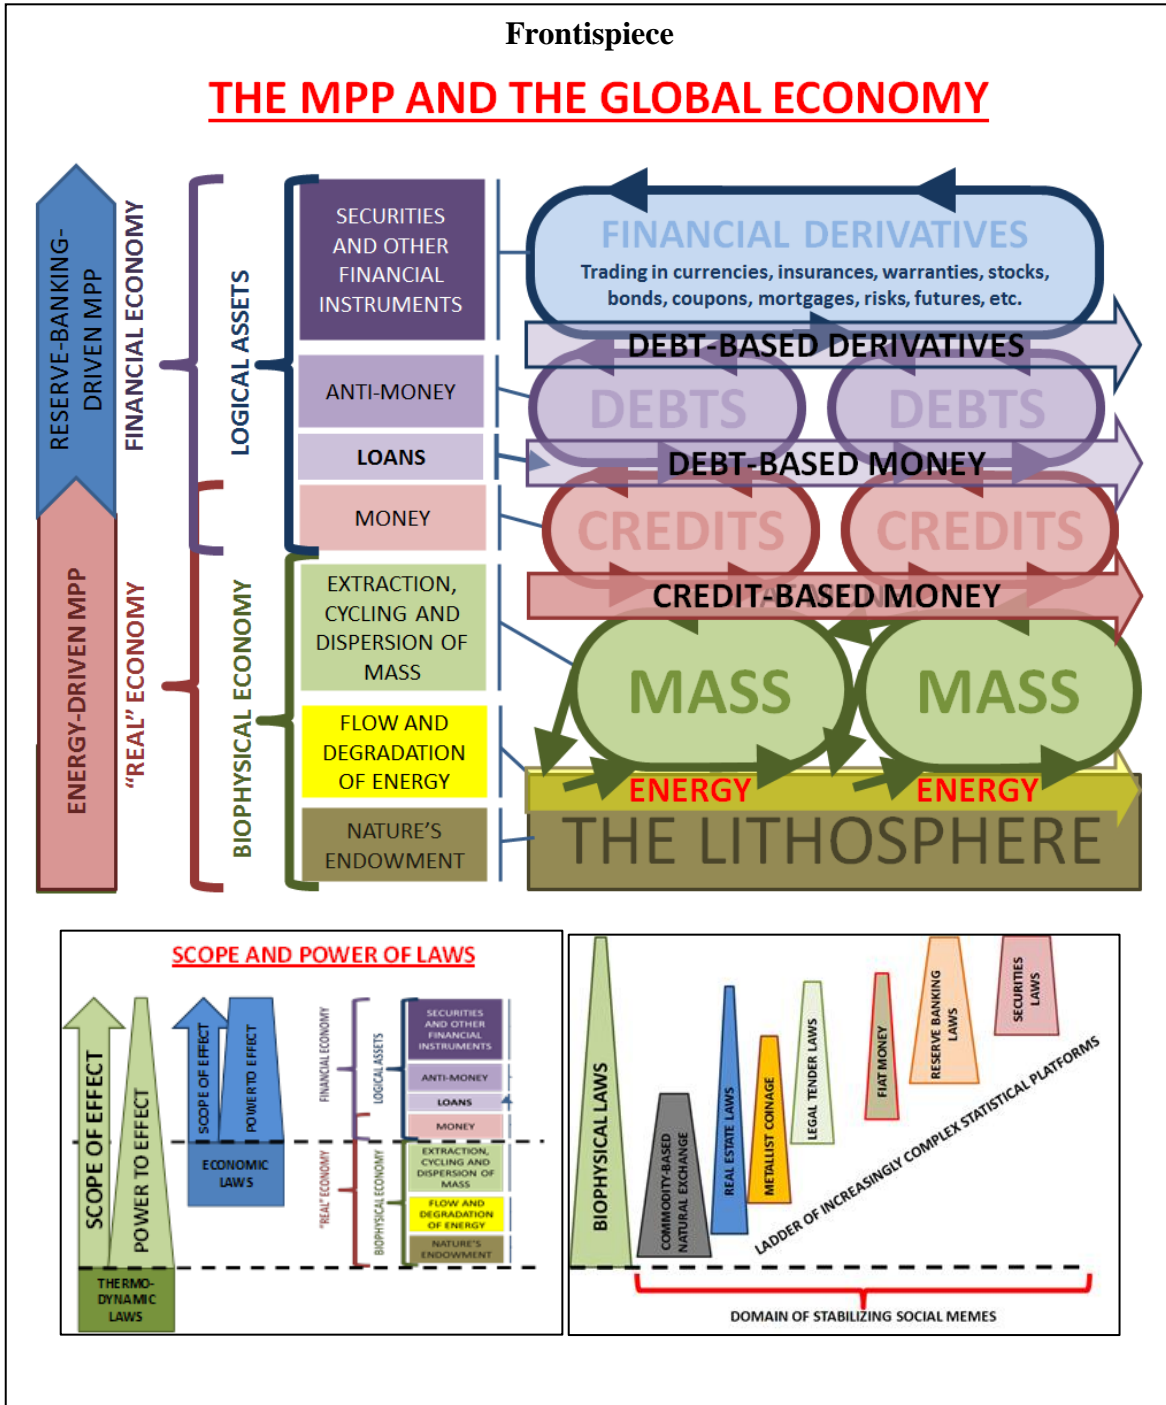 Frontispiece
THE MPP AND THE GLOBAL ECONOMY
RESERVE-BANKING-
DRIVEN MPP
ENERGY-DRIVEN MPP
FINANCIAL ECONOMY
"REAL" ECONOMY
LOGICAL ASSETS
BIOPHYSICAL ECONOMY
SECURITIES
AND OTHER
FINANCIAL
INSTRUMENTS
ANTI-MONEY
LOANS
MONEY
EXTRACTION,
CYCLING AND
DISPERSION OF
MASS
FLOW AND
DEGRADATION
OF ENERGY
NATURE'S
ENDOWMENT
FINANCIAL DERIVATIVES
Trading in currencies, insurances, warranties, stocks,
bonds, coupons, mortgages, risks, futures, etc.
DEBT-BASED DERIVATIVES
DEBTS DEBTS
DEBT-BASED MONEY
CREDITS CREDITS
CREDIT-BASED MONEY
MASS MASS
ENERGY ENERGY
THE LITHOSPHERE
SCOPE AND POWER OF LAWS
SCOPE OF EFFECT
POWER TO EFFECT
THERMO-
DYNAMIC
LAWS
SCOPE OF EFFECT
POWER TO EFFECT
ECONOMIC
LAWS
FINANCIAL ECONOMY
"REAL" ECONOMY
LOGICAL ASSETS
BIOPHYSICAL ECONOMY
SECURITIES
AND OTHER
FINANCIAL
INSTRUMENTS
ANTI-MONEY
LOANS
MONEY
EXTRACTION,
CYCLING AND
DISPERSION OF
MASS
FLOW AND
DEGRADATION
OF ENERGY
NATURE'S
ENDOWMENT
BIOPHYSICAL LAWS
COMMODITY-BASED
NATURAL EXCHANGE
REAL ESTATE LAWS
METALLIST COINAGE
LEGAL TENDER LAWS
FIAT MONEY
RESERVE BANKING
LAWS
SECURITIES
LAWS
LADDER OF INCREASINGLY COMPLEX STATISTICAL PLATFORMS
DOMAIN OF STABILIZING SOCIAL MEMES